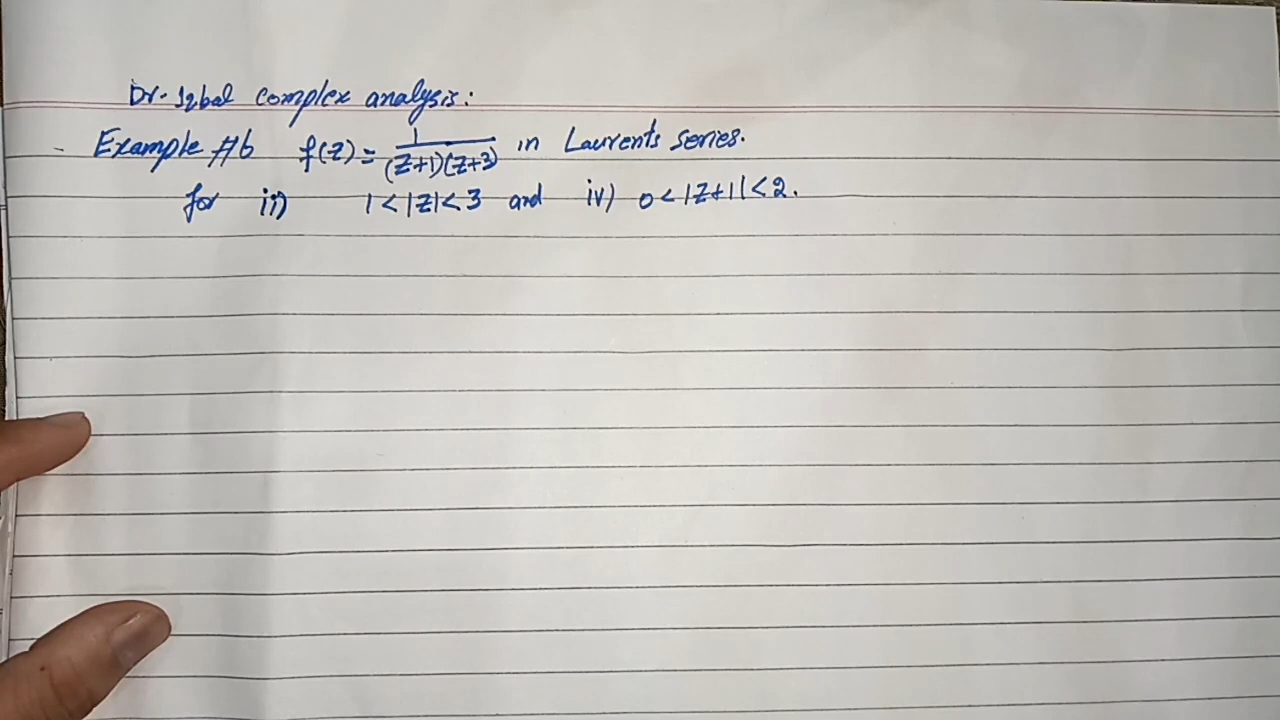 Dr. Iqbal complex analysis:
Example #6 f(z) = 1/(z+1)(z+3) in Laurent's series.
for ii) 1 < |z| < 3 and iv) 0 < |z+1| < 2.